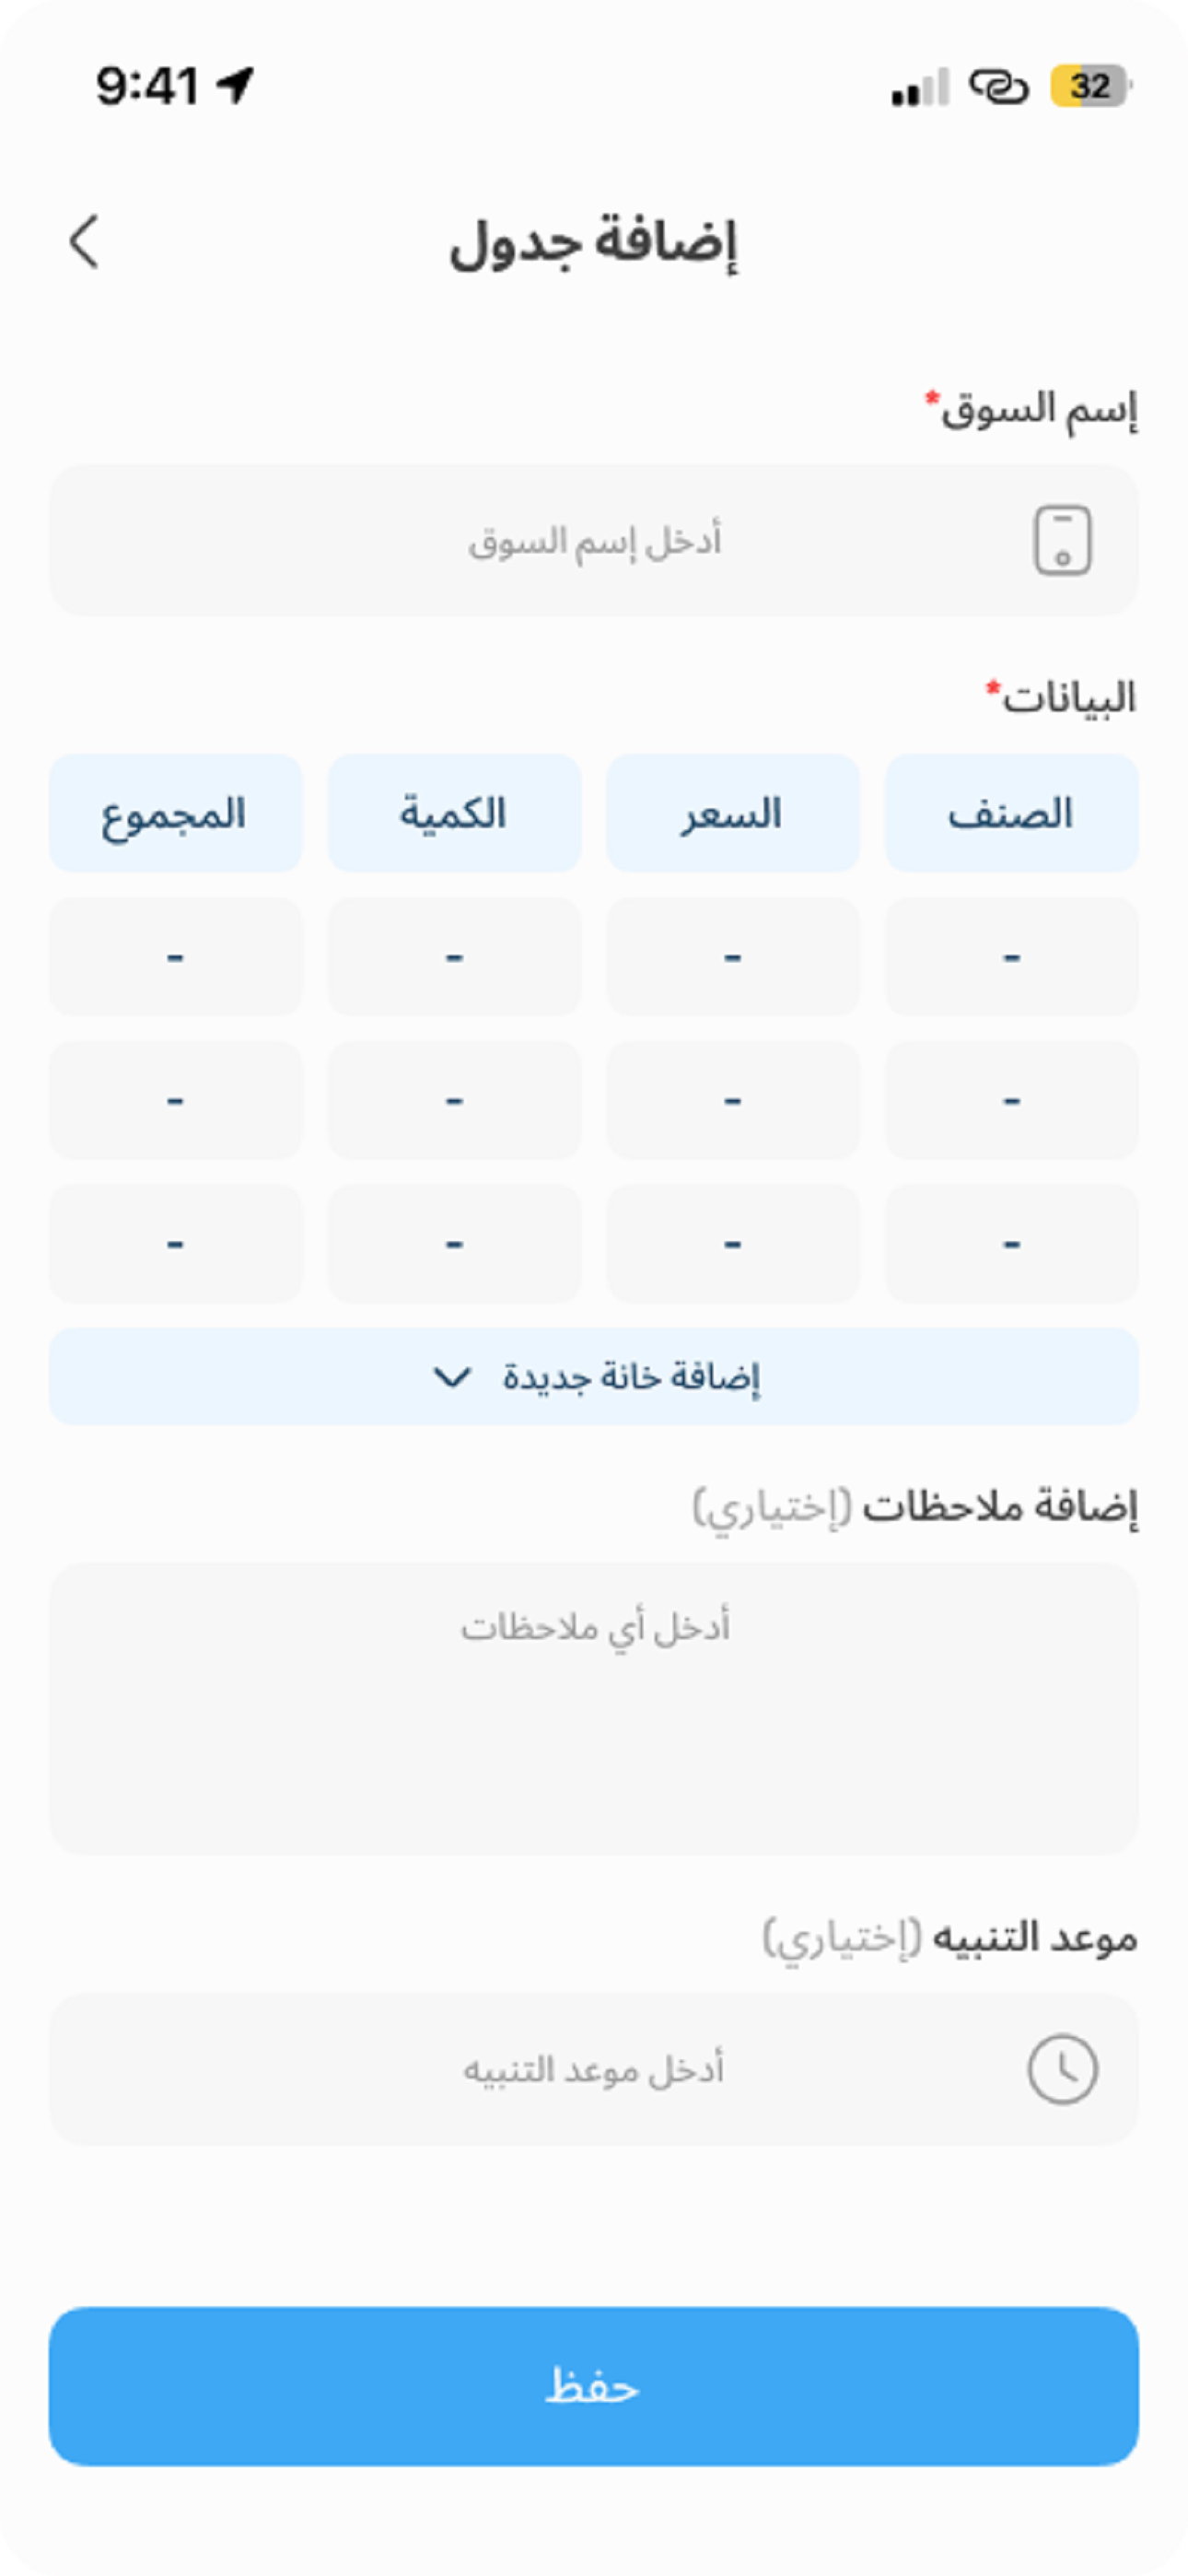 9:41
32
إضافة جدول
إسم السوق*
أدخل إسم السوق
البيانات*
الصنف السعر الكمية المجموع
- - - -
- - - -
- - - -
إضافة خانة جديدة
إضافة ملاحظات (إختياري)
أدخل أي ملاحظات
موعد التنبيه (إختياري)
أدخل موعد التنبيه
حفظ